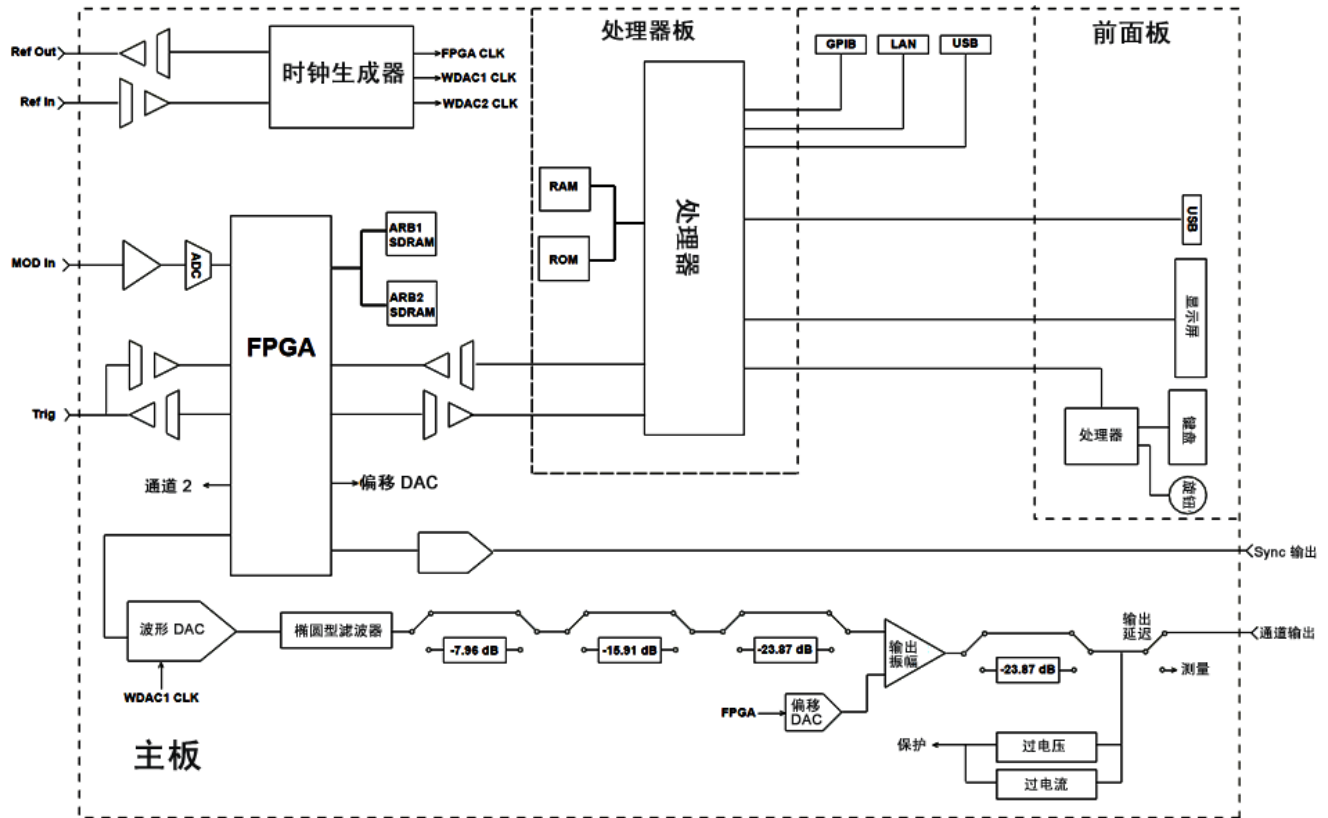 处理器板
前面板
Ref Out
时钟生成器
FPGA CLK
WDAC1 CLK
WDAC2 CLK
Ref In
GPIB
LAN
USB
RAM
ROM
处理器
USB
显示屏
MOD In
ADC
FPGA
ARB1
SDRAM
ARB2
SDRAM
Trig
处理器
键盘
旋钮
通道 2
偏移 DAC
Sync 输出
波形 DAC
WDAC1 CLK
椭圆型滤波器
-7.96 dB
-15.91 dB
-23.87 dB
输出
振幅
-23.87 dB
输出
延迟
通道输出
测量
FPGA
偏移
DAC
保护
过电压
过电流
主板